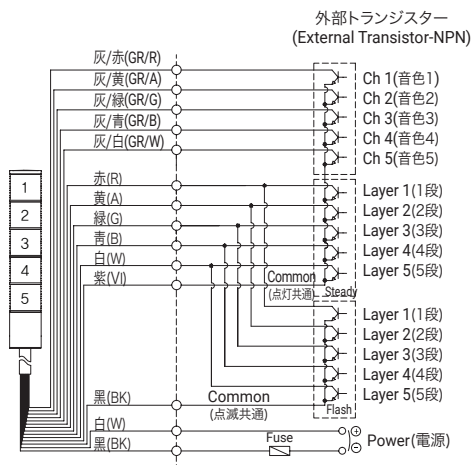 外部トランジスター
(External Transistor-NPN)
灰/赤(GR/R)
灰/黄(GR/A)
灰/緑(GR/G)
灰/青(GR/B)
灰/白(GR/W)
Ch 1(音色1)
Ch 2(音色2)
Ch 3(音色3)
Ch 4(音色4)
Ch 5(音色5)
1
2
3
4
5
赤(R)
黄(A)
緑(G)
青(B)
白(W)
紫(VI)
Layer 1(1段)
Layer 2(2段)
Layer 3(3段)
Layer 4(4段)
Layer 5(5段)
Common
(点灯共通)
Steady
Layer 1(1段)
Layer 2(2段)
Layer 3(3段)
Layer 4(4段)
Layer 5(5段)
黒(BK)
Common
(点滅共通)
Flash
白(W)
黒(BK)
Fuse
Power(電源)